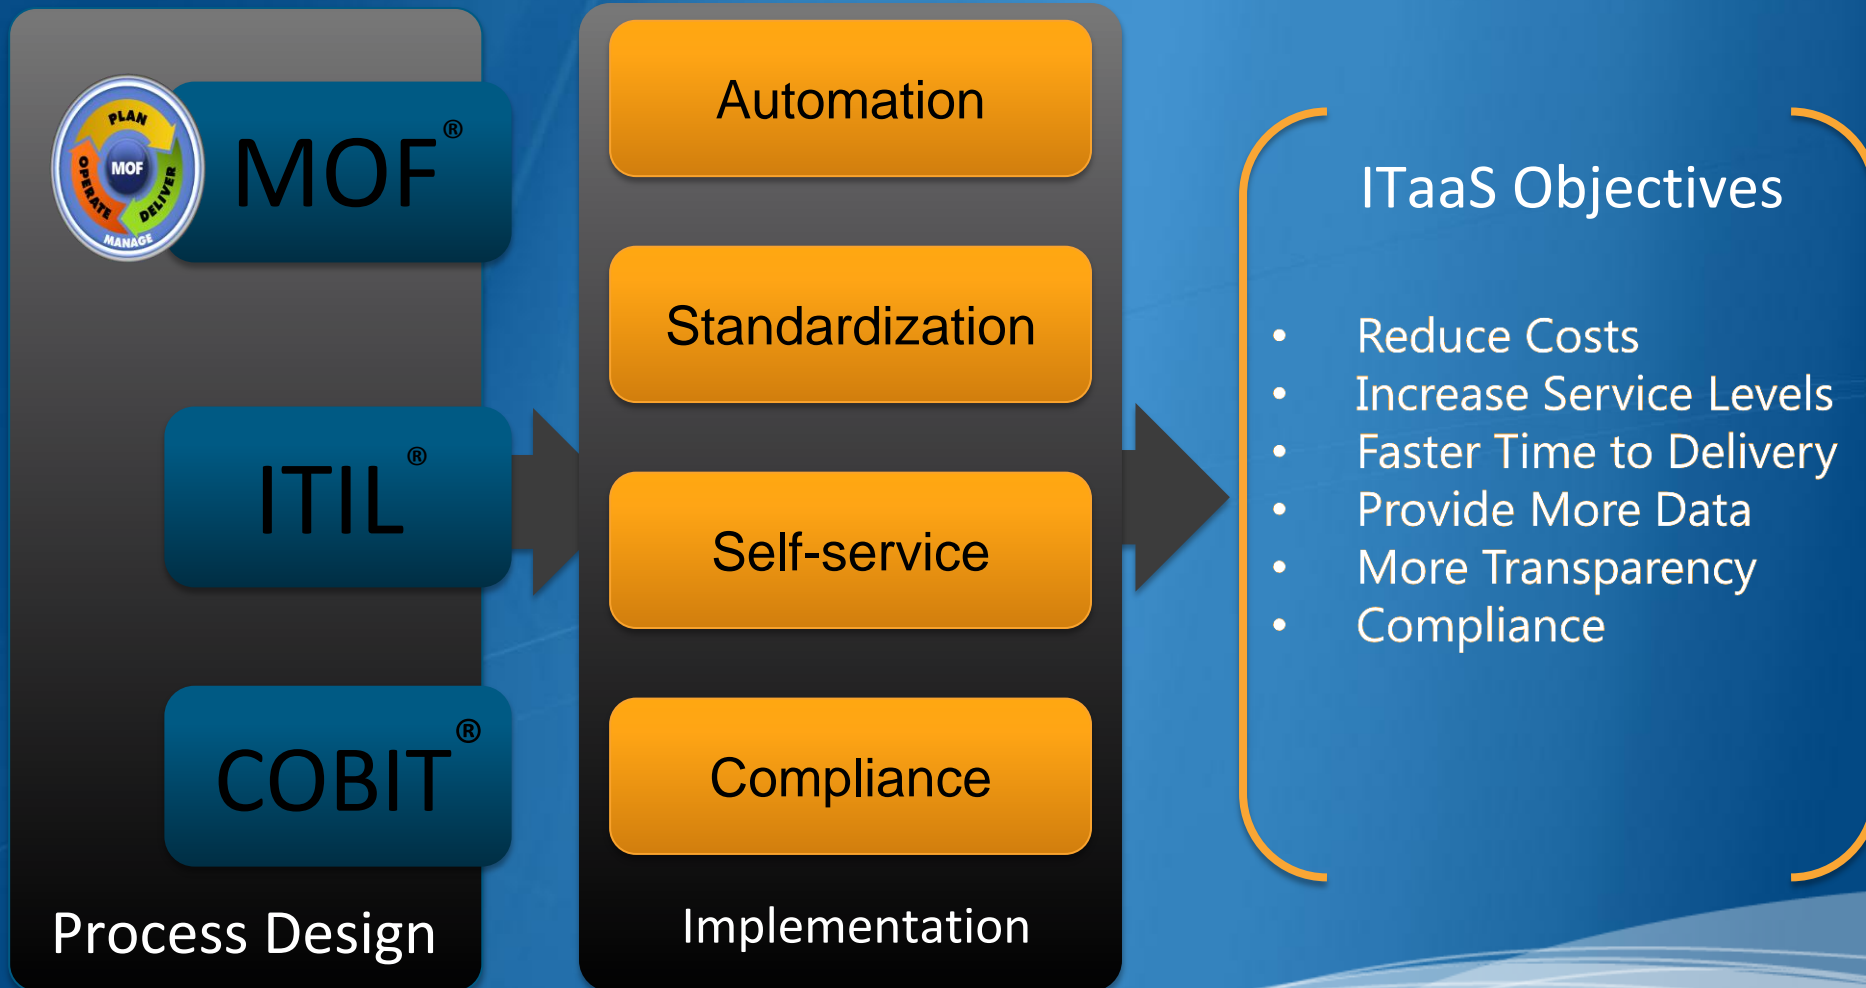 PLAN
DELIVER
OPERATE
MOF
MANAGE
MOF®
ITIL®
COBIT®
Process Design
Automation
Standardization
Self-service
Compliance
Implementation
ITaaS Objectives
• Reduce Costs
• Increase Service Levels
• Faster Time to Delivery
• Provide More Data
• More Transparency
• Compliance